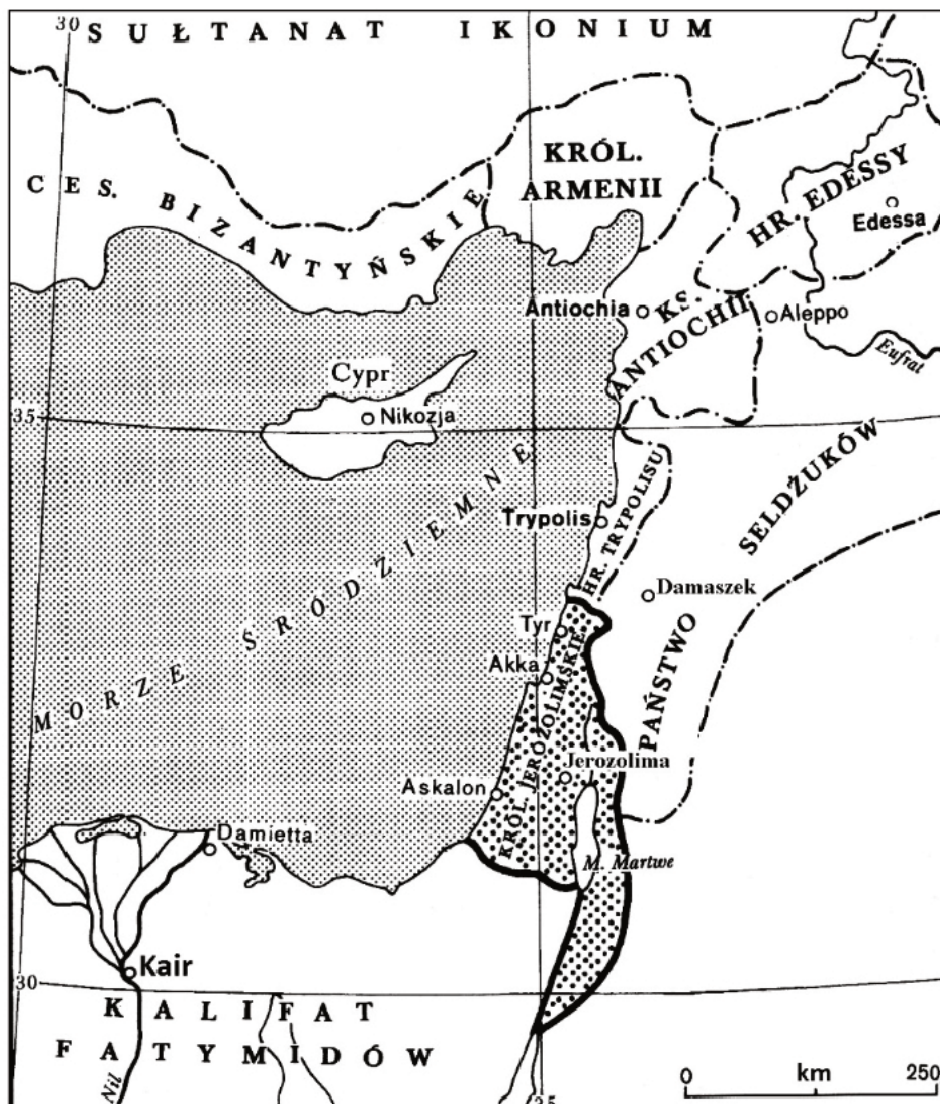 30
SUŁTANAT IKONIUM
KRÓL.
ARMENII
CES. BIZANTYŃSKIE
HR. EDESSY
Edessa
Antiochia
KS.
ANTIOCHII
Aleppo
Eufrat
Cypr
Nikozja
35
MORZE ŚRÓDZIEMNE
Trypolis
HR. TRYPOLISU
PAŃSTWO
SELDŻUKÓW
Damaszek
Tyr
Akka
KRÓL. JEROZOLIMSKIE
Jerozolima
Askalon
Damietta
M. Martwe
Kair
30
KALIFAT
FATYMIDÓW
Nil
35
0 km 250